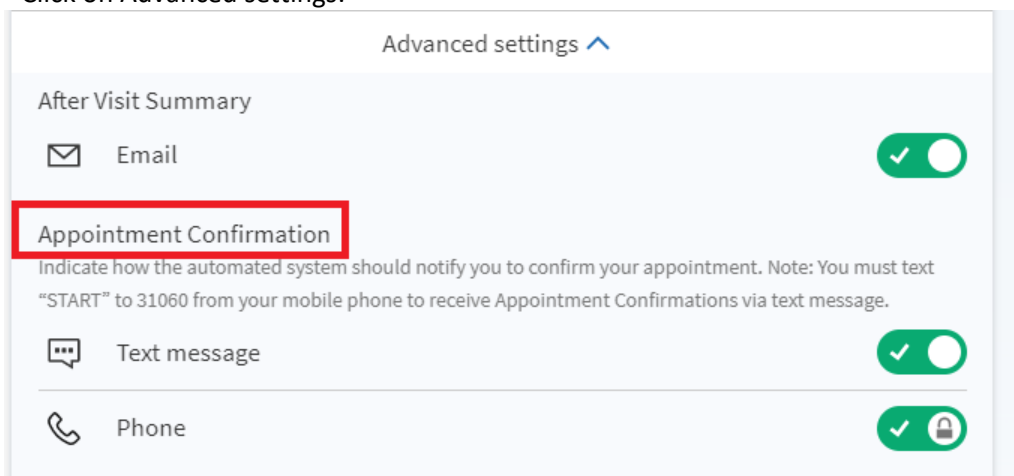 Click on Advanced settings.
Advanced settings
After Visit Summary
Email
Appointment Confirmation
Indicate how the automated system should notify you to confirm your appointment. Note: You must text
“START” to 31060 from your mobile phone to receive Appointment Confirmations via text message.
Text message
Phone